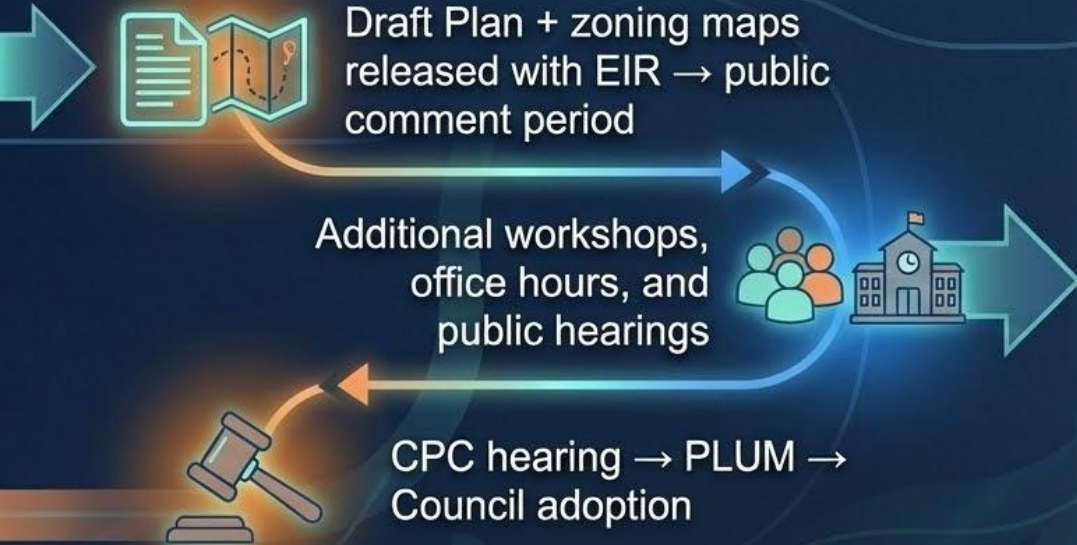 Draft Plan + zoning maps
released with EIR → public
comment period
Additional workshops,
office hours, and
public hearings
CPC hearing → PLUM →
Council adoption